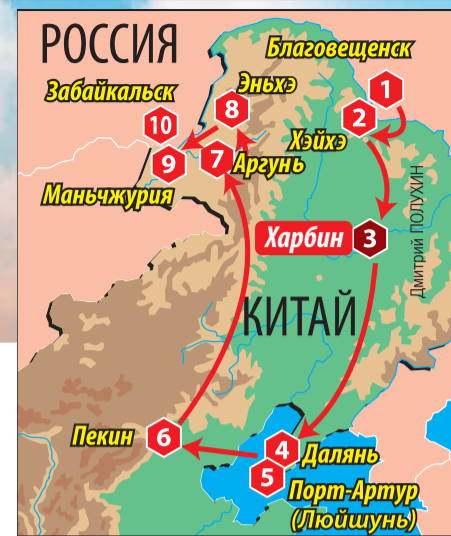 РОССИЯ
Благовещенск
1
2
Хэйхэ
Забайкальск
10
Эньхэ
8
9
Маньчжурия
7
Аргунь
Дмитрий ПОЛУХИН
Харбин
3
КИТАЙ
Пекин
6
4
Далянь
5
Порт-Артур
(Люйшунь)